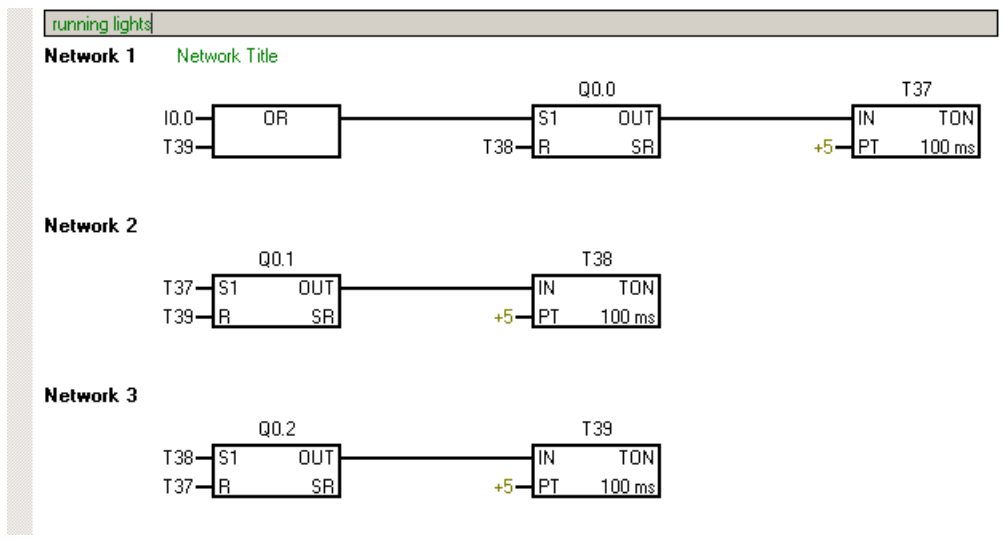 running lights
Network 1 Network Title
Q0.0 T37
I0.0 OR S1 OUT IN TON
T39 T38 R SR +5 PT 100 ms
Network 2
Q0.1 T38
T37 S1 OUT IN TON
T39 R SR +5 PT 100 ms
Network 3
Q0.2 T39
T38 S1 OUT IN TON
T37 R SR +5 PT 100 ms